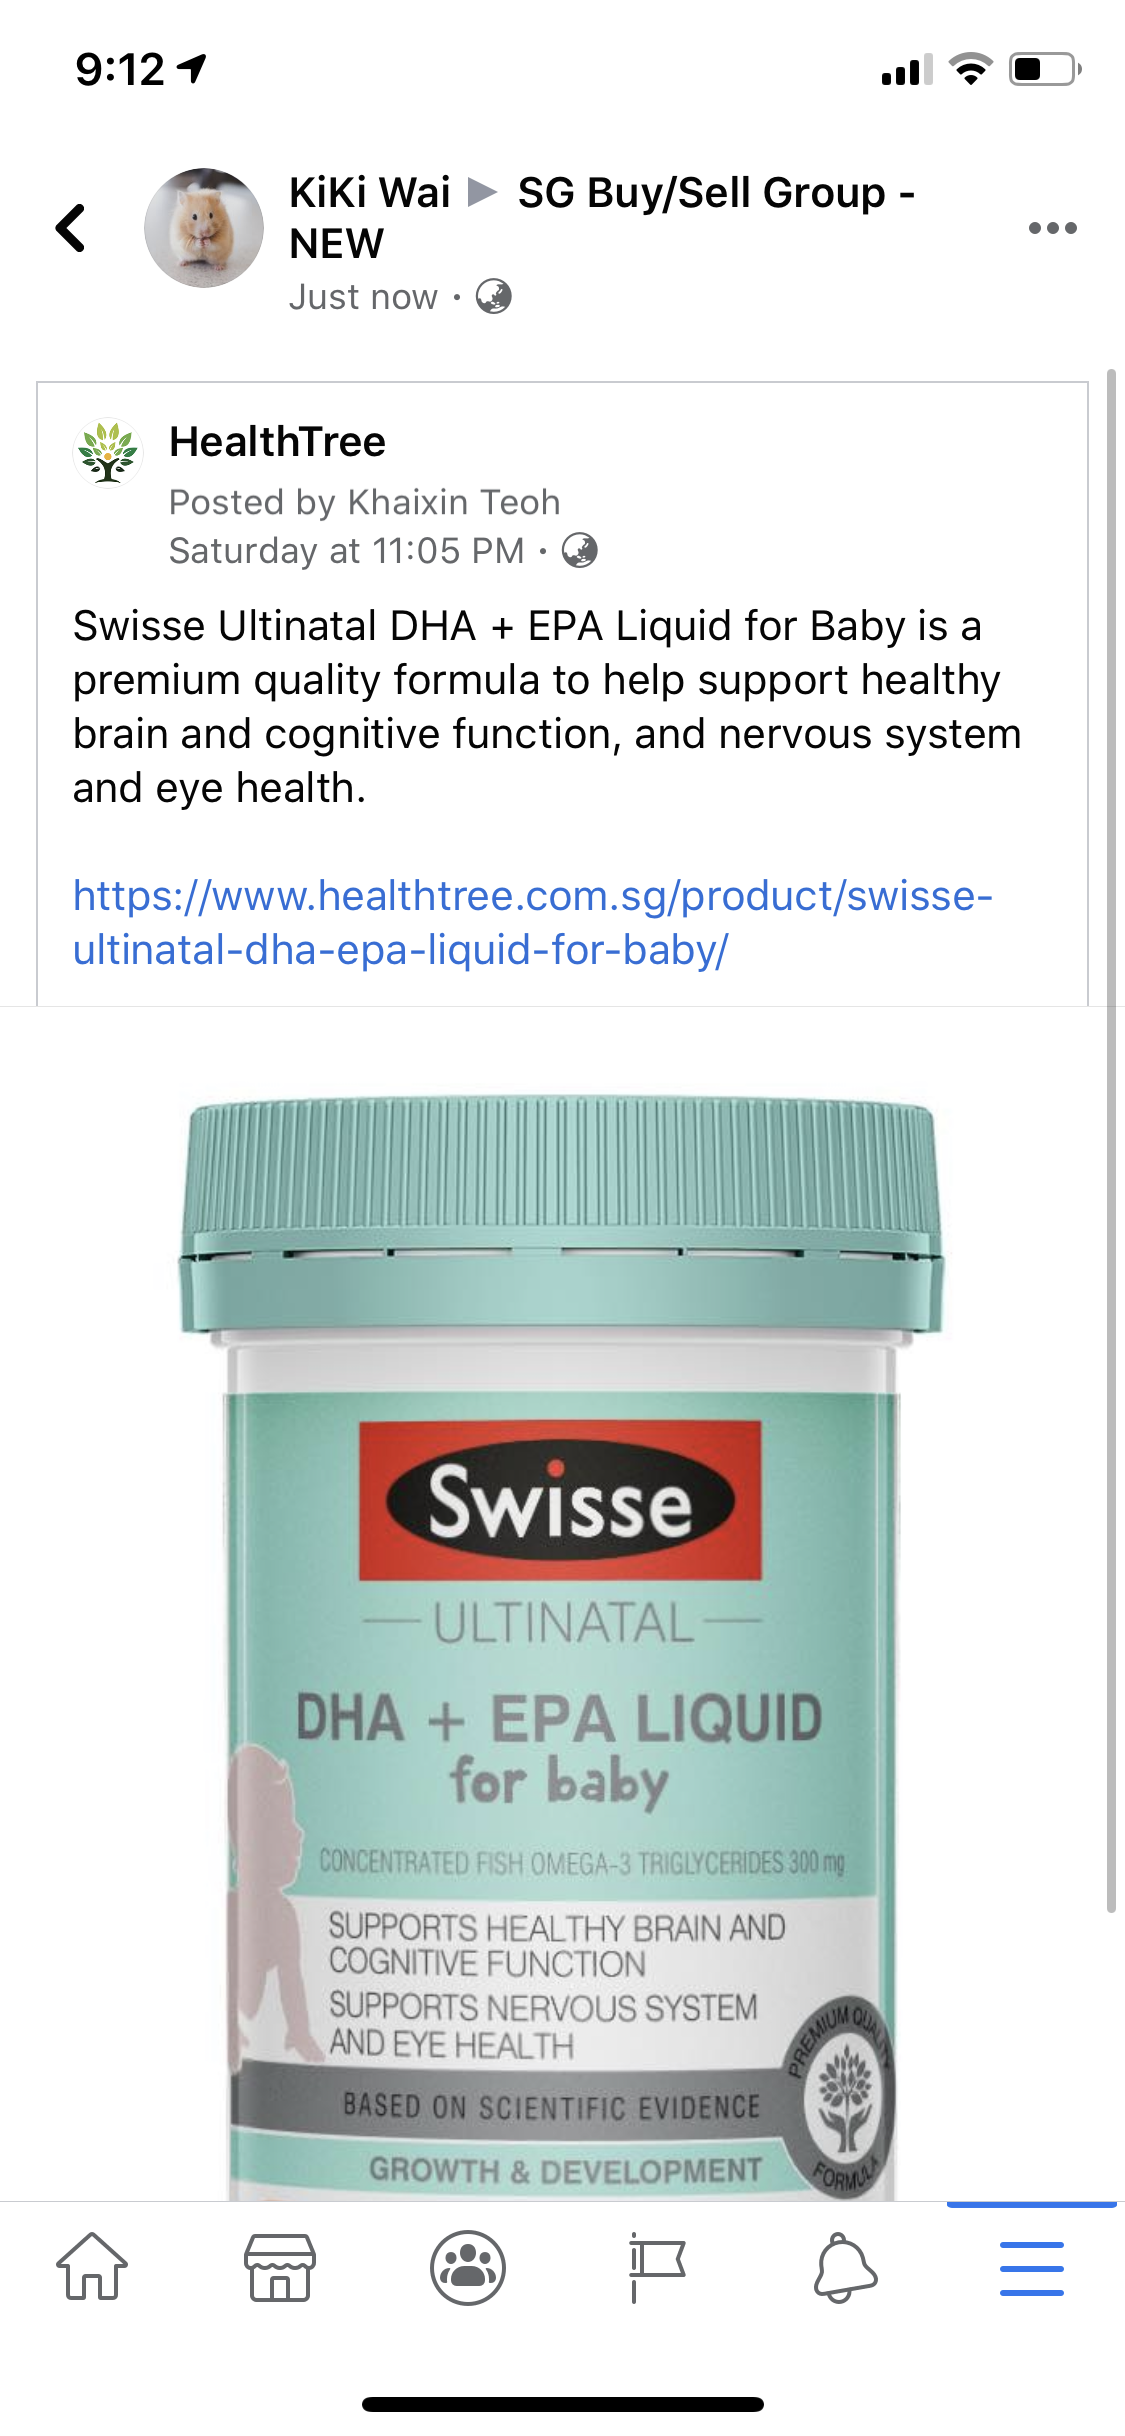 9:12
KiKi Wai ▶ SG Buy/Sell Group -
NEW
Just now ·
HealthTree
Posted by Khaixin Teoh
Saturday at 11:05 PM ·
Swisse Ultinatal DHA + EPA Liquid for Baby is a
premium quality formula to help support healthy
brain and cognitive function, and nervous system
and eye health.
https://www.healthtree.com.sg/product/swisse-
ultinatal-dha-epa-liquid-for-baby/
Swisse
ULTINATAL
DHA + EPA LIQUID
for baby
CONCENTRATED FISH OMEGA-3 TRIGLYCERIDES 300 mg
SUPPORTS HEALTHY BRAIN AND
COGNITIVE FUNCTION
SUPPORTS NERVOUS SYSTEM
AND EYE HEALTH
PREMIUM QUALITY
FORMULA
BASED ON SCIENTIFIC EVIDENCE
GROWTH & DEVELOPMENT